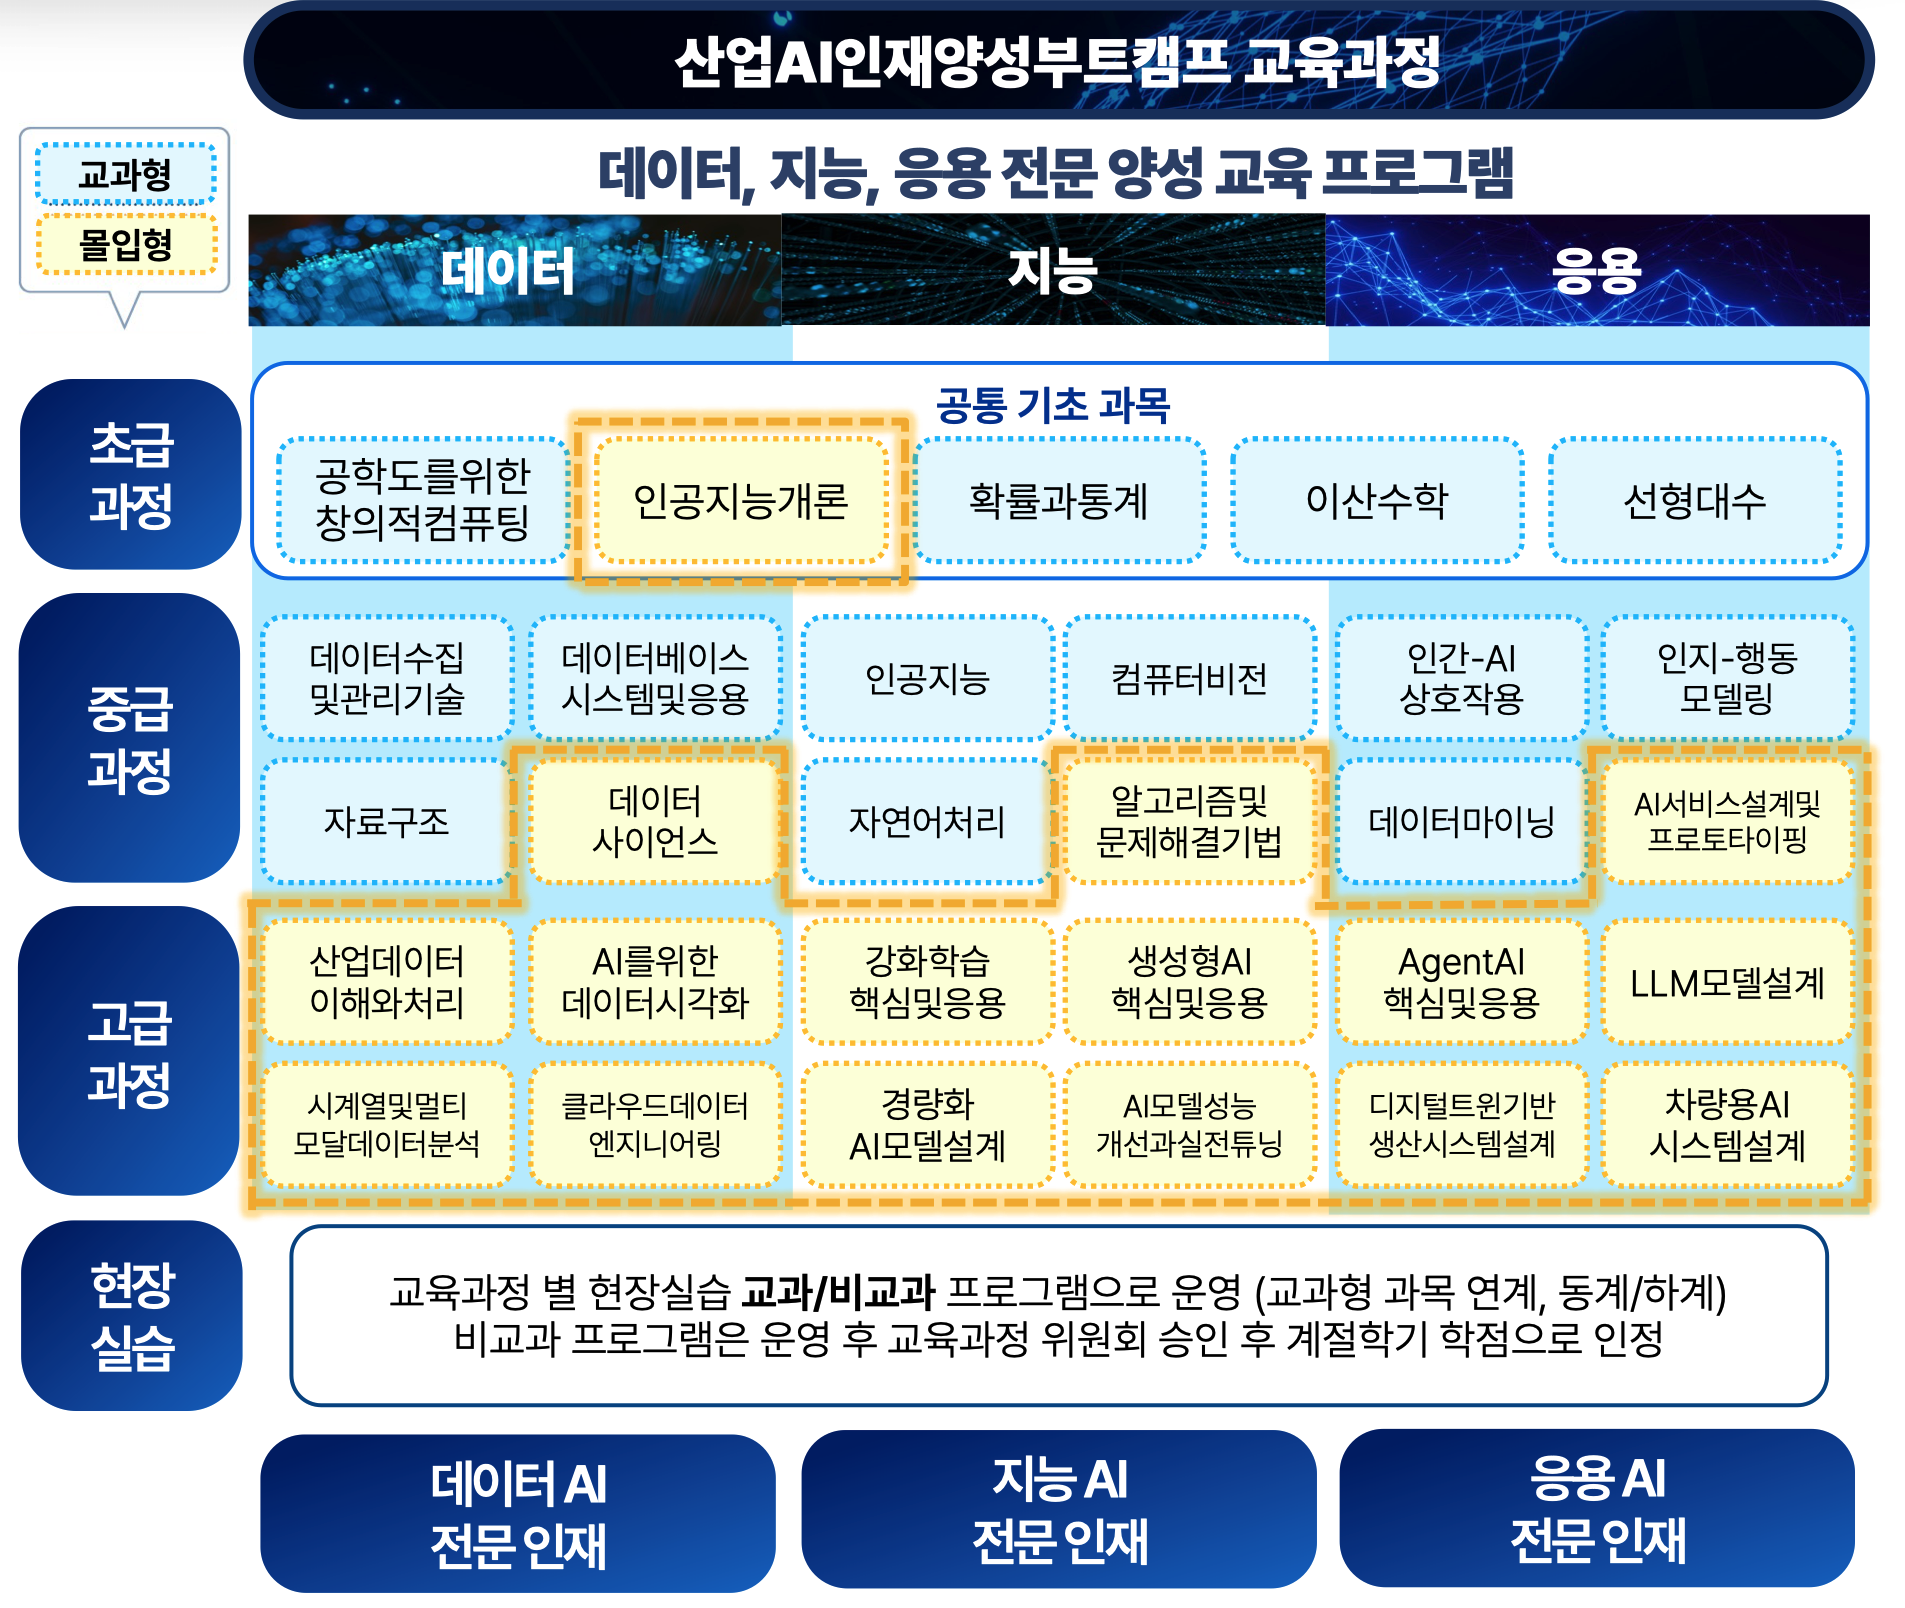 산업AI인재양성부트캠프 교육과정
교과형
몰입형
데이터, 지능, 응용 전문 양성 교육 프로그램
데이터
지능
응용
초급
과정
공통 기초 과목
공학도를위한
창의적컴퓨팅
인공지능개론
확률과통계
이산수학
선형대수
중급
과정
데이터수집
및관리기술
데이터베이스
시스템및응용
인공지능
컴퓨터비전
인간-AI
상호작용
인지-행동
모델링
자료구조
데이터
사이언스
자연어처리
알고리즘및
문제해결기법
데이터마이닝
AI서비스설계및
프로토타이핑
고급
과정
산업데이터
이해와처리
AI를위한
데이터시각화
강화학습
핵심및응용
생성형AI
핵심및응용
AgentAI
핵심및응용
LLM모델설계
시계열및멀티
모달데이터분석
클라우드데이터
엔지니어링
경량화
AI모델설계
AI모델성능
개선과실전튜닝
디지털트윈기반
생산시스템설계
차량용AI
시스템설계
현장
실습
교육과정 별 현장실습 교과/비교과 프로그램으로 운영 (교과형 과목 연계, 동계/하계)
비교과 프로그램은 운영 후 교육과정 위원회 승인 후 계절학기 학점으로 인정
데이터 AI
전문 인재
지능 AI
전문 인재
응용 AI
전문 인재